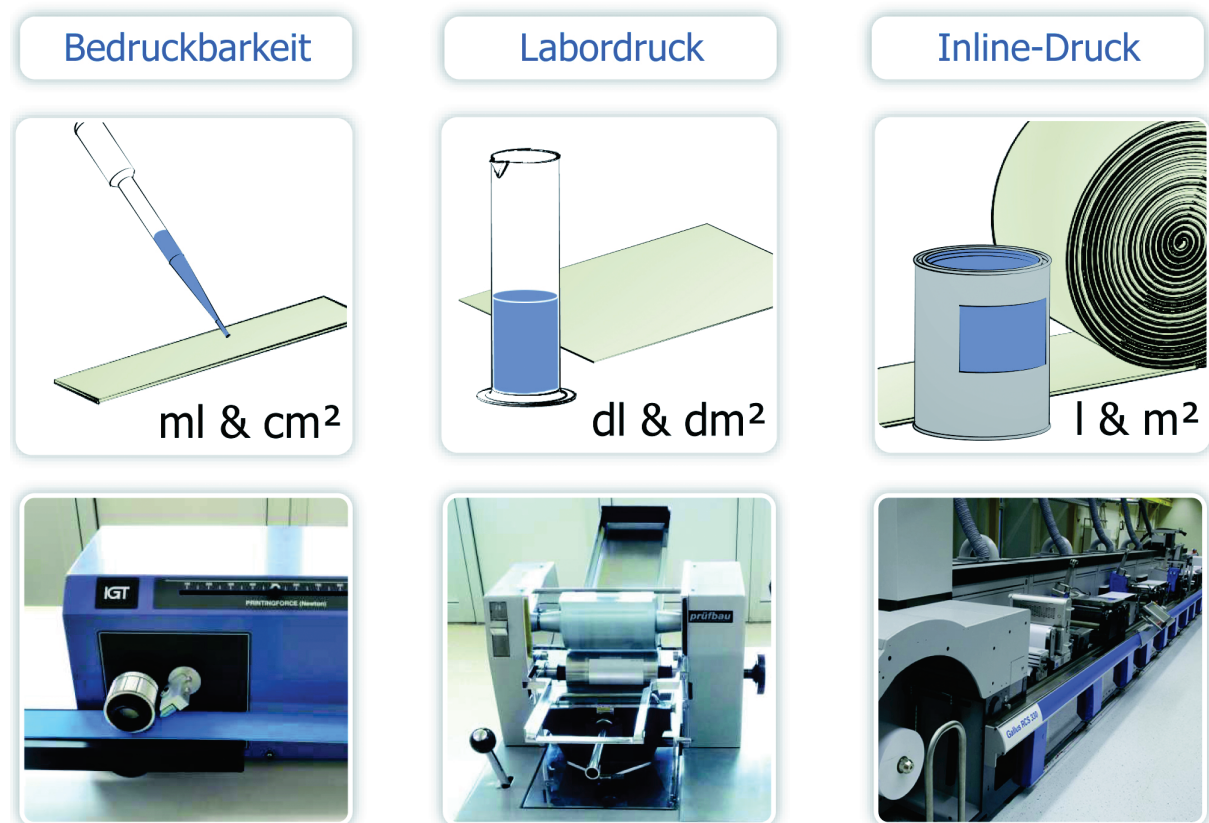 Bedruckbarkeit
Labordruck
Inline-Druck
ml & cm²
dl & dm²
l & m²
IGT
PRINTINGFORCE (Newton)
prüfbau
Gallus RCS 330